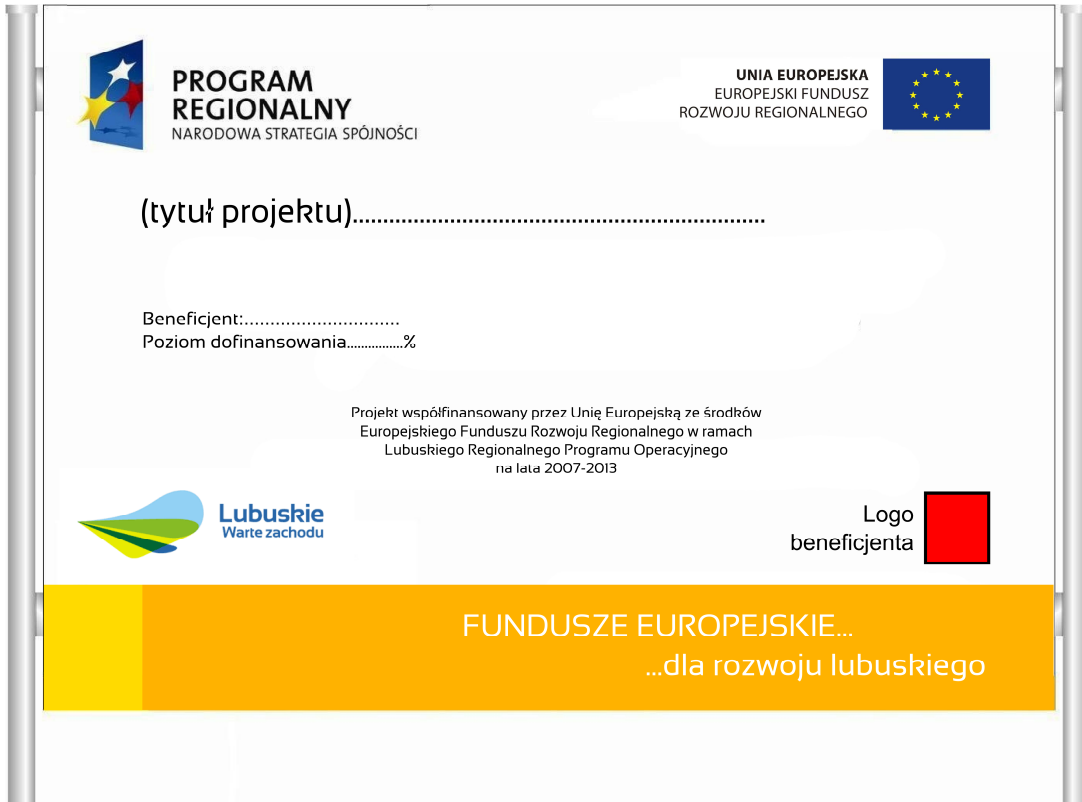 PROGRAM
REGIONALNY
NARODOWA STRATEGIA SPÓJNOŚCI
UNIA EUROPEJSKA
EUROPEJSKI FUNDUSZ
ROZWOJU REGIONALNEGO
(tytuł projektu)....................................................................
Beneficjent:..............................
Poziom dofinansowania................%
Projekt współfinansowany przez Unię Europejską ze środków
Europejskiego Funduszu Rozwoju Regionalnego w ramach
Lubuskiego Regionalnego Programu Operacyjnego
na lata 2007-2013
Lubuskie
Warte zachodu
Logo
beneficjenta
FUNDUSZE EUROPEJSKIE...
...dla rozwoju lubuskiego